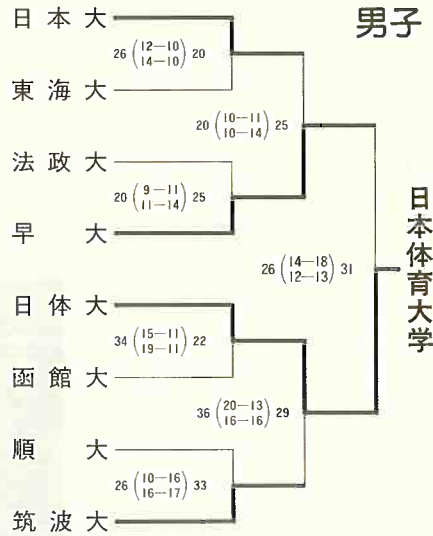 男子
日本大
26 (12—10 14—10) 20
東海大
20 (10—11 10—14) 25
法政大
20 (9—11 11—14) 25
早大
26 (14—18 12—13) 31
日本体育大学
日体大
34 (15—11 19—11) 22
函館大
36 (20—13 16—16) 29
順大
26 (10—16 16—17) 33
筑波大